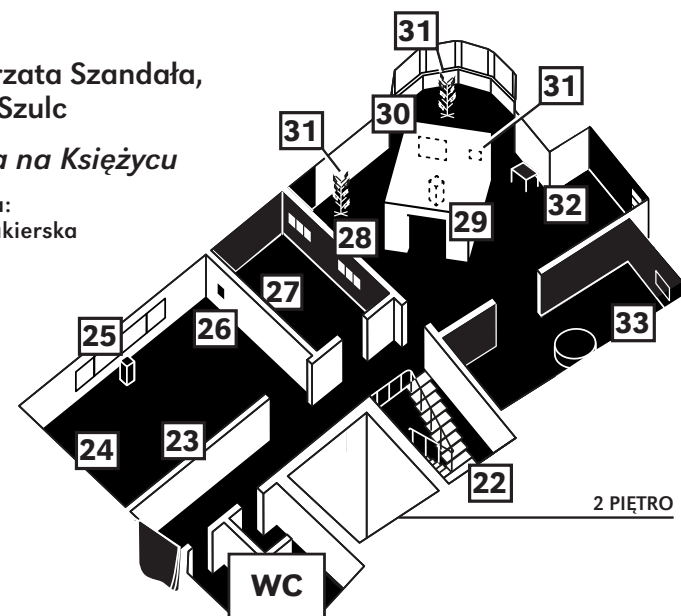 rzata Szandała,
Szulc
a na Księżycu
a:
kierska
31
31
30
31
32
29
28
27
33
26
25
23
24
22
2 PIĘTRO
WC